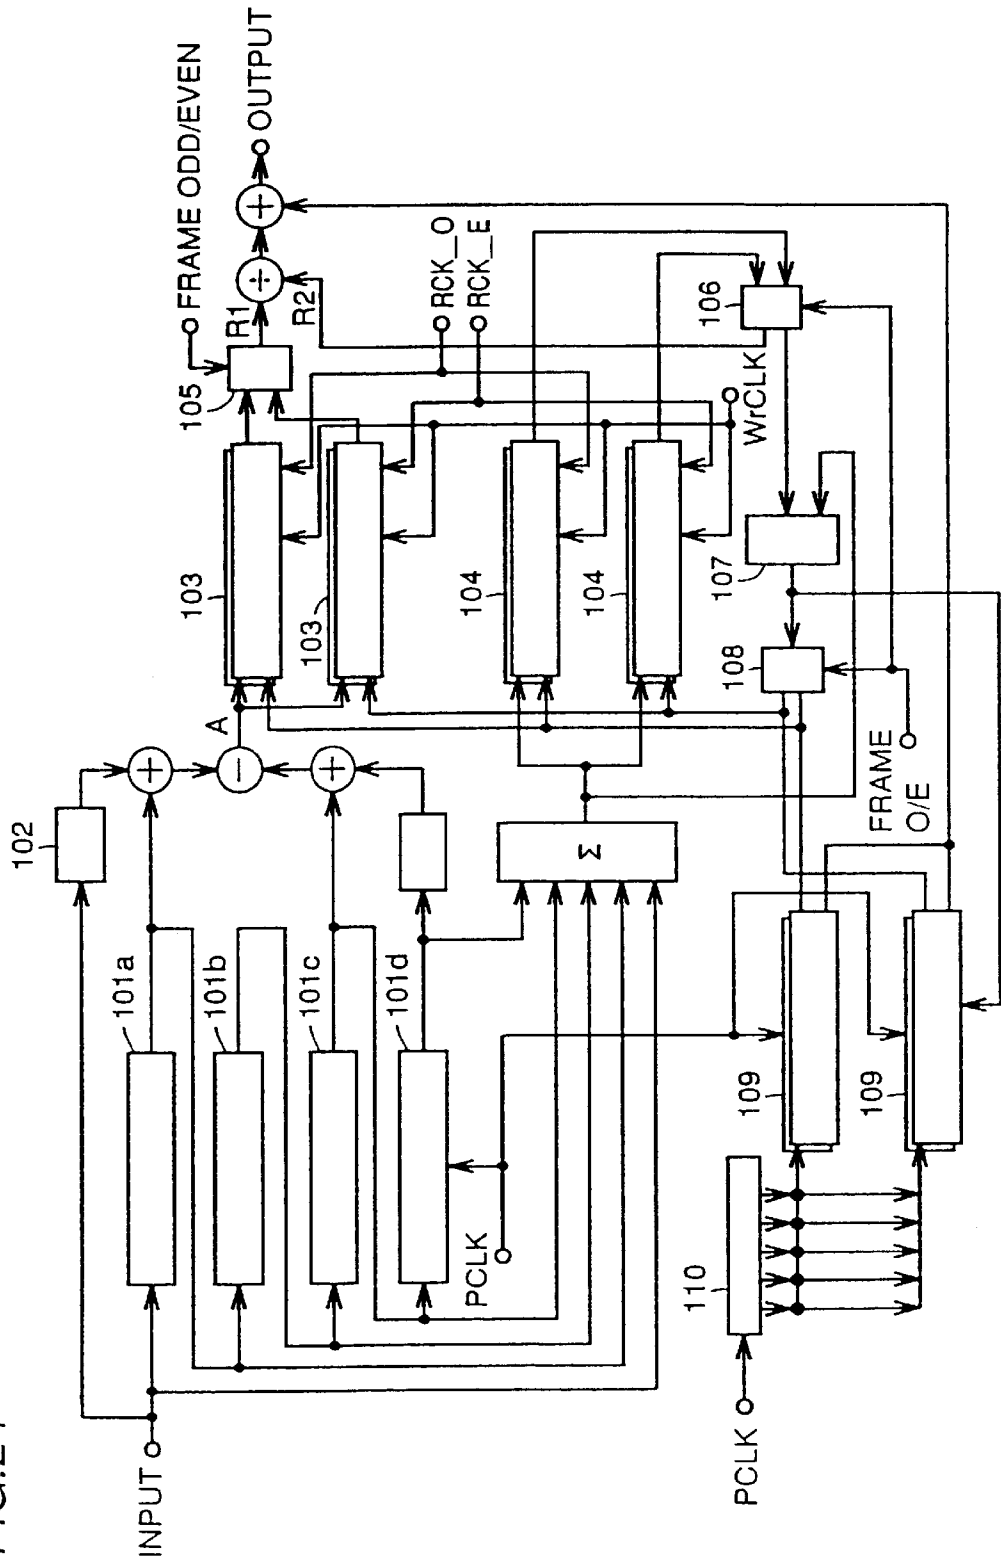 INPUT
101a
101b
101c
101d
102
+
+
−
A
PCLK
Σ
103
103
104
104
105
FRAME ODD/EVEN
R1
R2
÷
+
OUTPUT
RCK_O
RCK_E
WrCLK
106
107
108
FRAME
O/E
109
109
110
PCLK